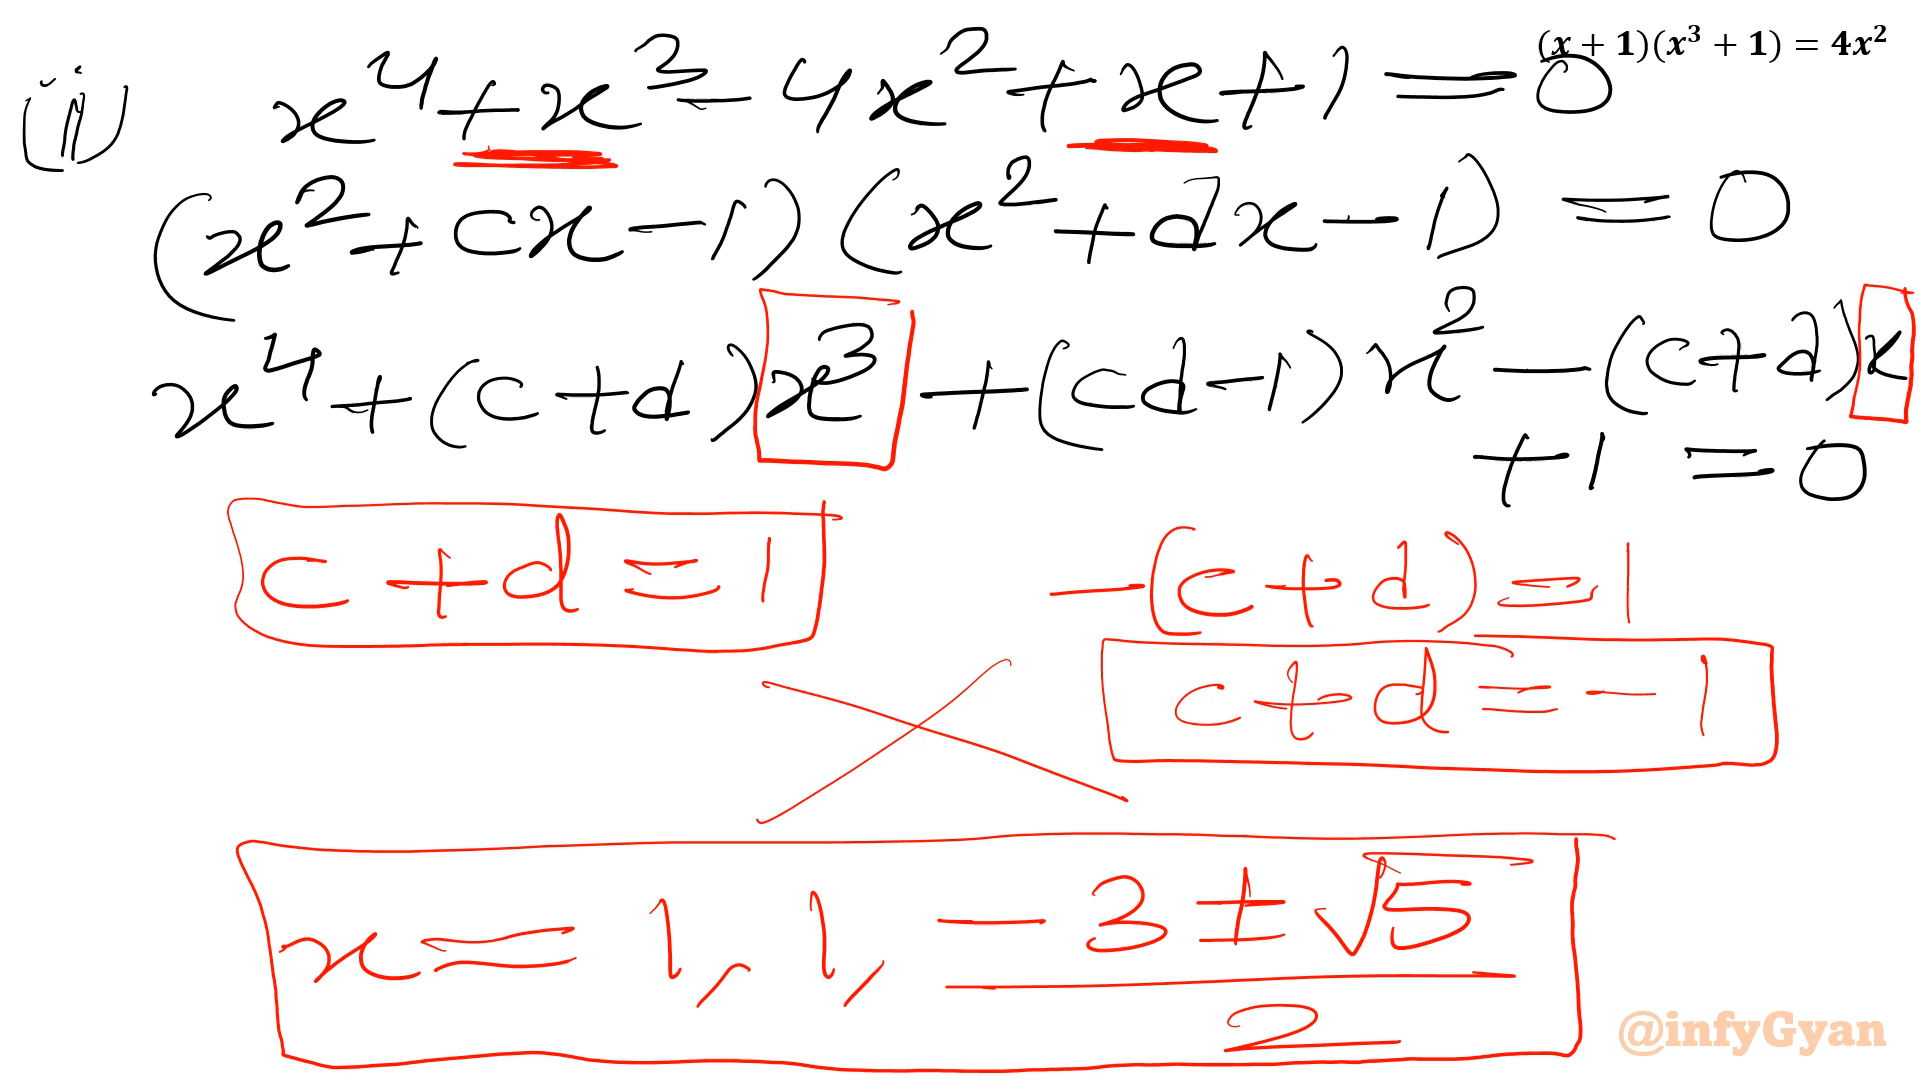 (x + 1)(x³ + 1) = 4x²
(ii) x⁴ + x³ - 4x² + x + 1 = 0
(x² + cx - 1) (x² + dx - 1) = 0
x⁴ + (c + d)x³ + (cd - 1)x² - (c + d)x
+ 1 = 0
c + d = 1
-(c + d) = 1
c + d = -1
x = 1, 1, (-3 ± √5)/2
@infyGyan